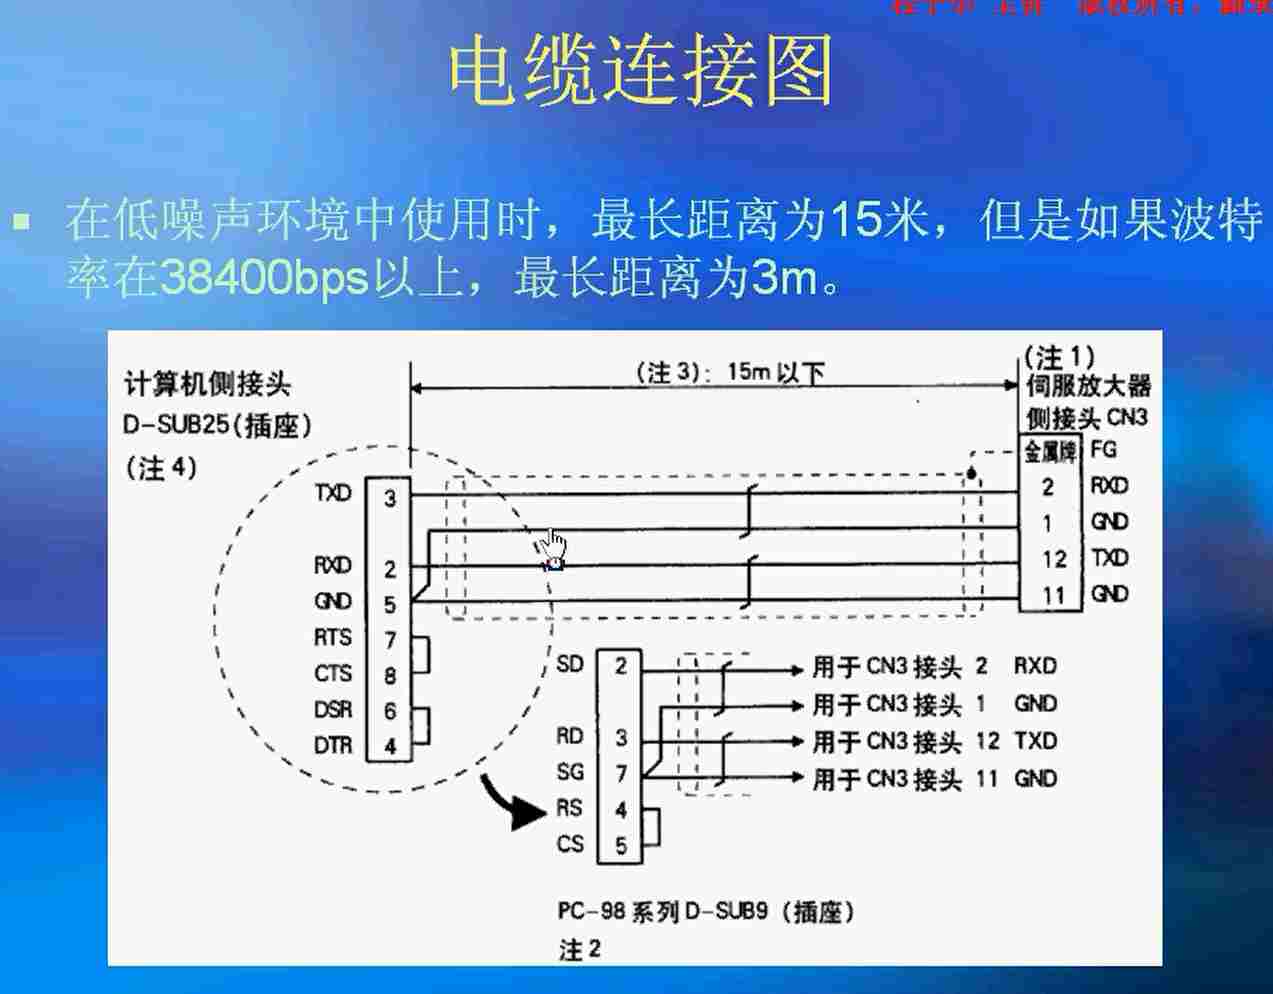 电缆连接图
在低噪声环境中使用时，最长距离为15米，但是如果波特
率在38400bps以上，最长距离为3m。
计算机侧接头
D-SUB25(插座)
(注 4)
(注 3)：15m 以下
(注 1)
伺服放大器
侧接头 CN3
金属牌 FG
TXD 3
2 RXD
1 GND
RXD 2
12 TXD
GND 5
11 GND
RTS 7
CTS 8
DSR 6
DTR 4
SD 2 用于 CN3 接头 2 RXD
用于 CN3 接头 1 GND
RD 3 用于 CN3 接头 12 TXD
SG 7 用于 CN3 接头 11 GND
RS 4
CS 5
PC-98 系列 D-SUB9 (插座)
注 2